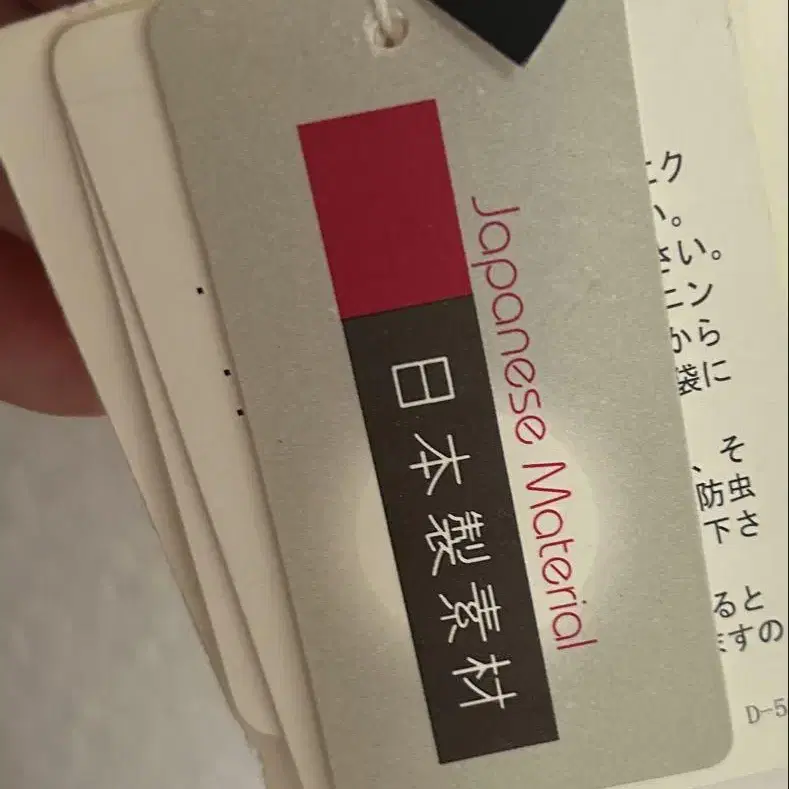 Japanese Material
日本製素材
ク
い。
さい。
ニン
から
袋に
、そ
防虫
下さ
ると
ますの
D-5